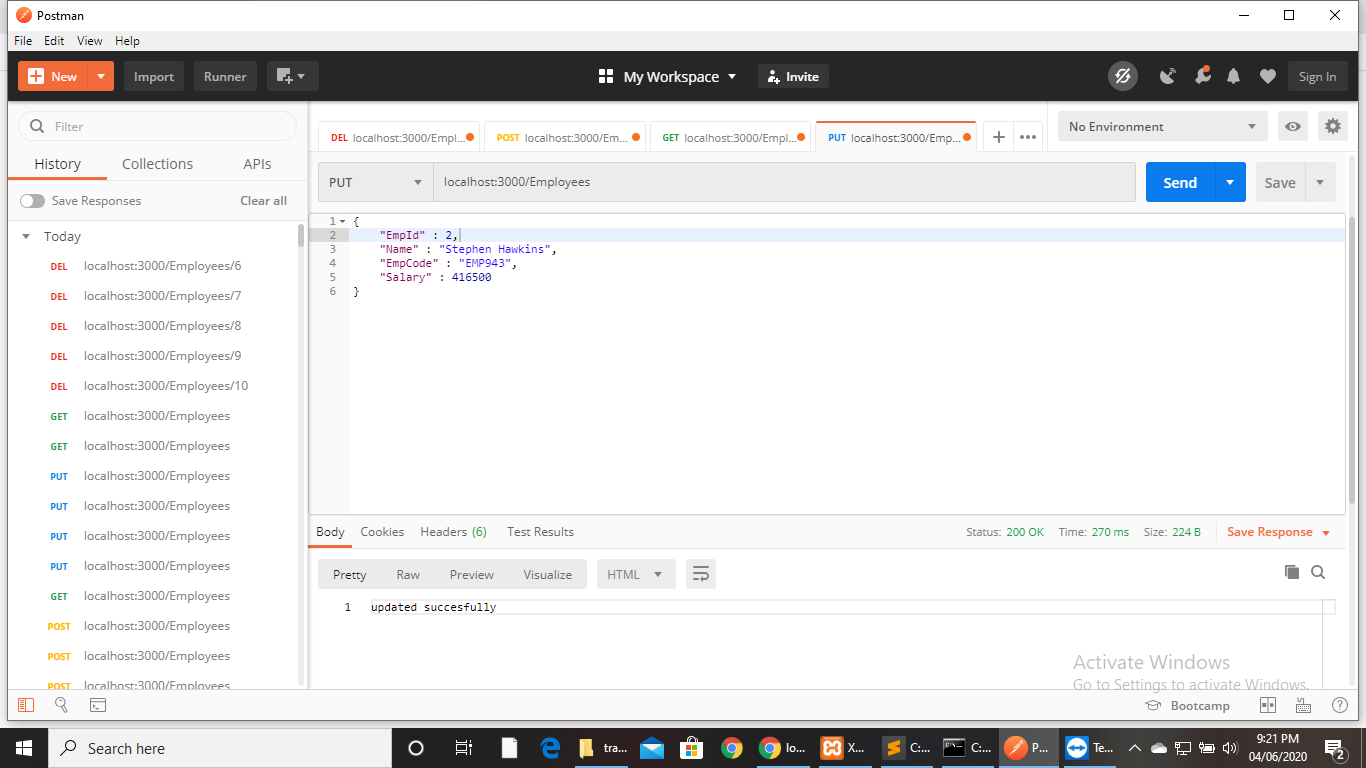 Postman
File Edit View Help
New Import Runner My Workspace Invite Sign In
Filter
History Collections APIs
Save Responses Clear all
Today
DEL localhost:3000/Employees/6
DEL localhost:3000/Employees/7
DEL localhost:3000/Employees/8
DEL localhost:3000/Employees/9
DEL localhost:3000/Employees/10
GET localhost:3000/Employees
GET localhost:3000/Employees
PUT localhost:3000/Employees
PUT localhost:3000/Employees
PUT localhost:3000/Employees
PUT localhost:3000/Employees
GET localhost:3000/Employees
POST localhost:3000/Employees
POST localhost:3000/Employees
POST localhost:3000/Employees
DEL localhost:3000/Empl... POST localhost:3000/Em... GET localhost:3000/Empl... PUT localhost:3000/Emp... No Environment
PUT localhost:3000/Employees Send Save
1 {
2 "EmpId" : 2,
3 "Name" : "Stephen Hawkins",
4 "EmpCode" : "EMP943",
5 "Salary" : 416500
6 }
Body Cookies Headers (6) Test Results Status: 200 OK Time: 270 ms Size: 224 B Save Response
Pretty Raw Preview Visualize HTML
1 updated succesfully
Activate Windows
Go to Settings to activate Windows.
Bootcamp
Search here tra... lo... X... C:... C:... P... Te... 9:21 PM
04/06/2020 2